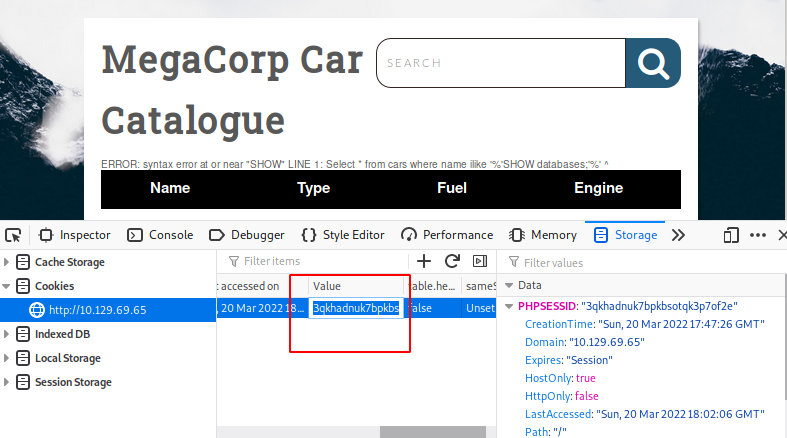 MegaCorp Car
Catalogue
SEARCH
ERROR: syntax error at or near "SHOW" LINE 1: Select * from cars where name ilike '%'SHOW databases;'%' ^
Name Type Fuel Engine
Inspector Console Debugger Style Editor Performance Memory Storage
Cache Storage
Cookies
http://10.129.69.65
Indexed DB
Local Storage
Session Storage
Filter items
accessed on Value table.he... sameS
, 20 Mar 2022 18... 3qkhadnuk7bpkbs false Unset
Filter values
Data
PHPSESSID: "3qkhadnuk7bpkbsotqk3p7of2e"
CreationTime: "Sun, 20 Mar 2022 17:47:26 GMT"
Domain: "10.129.69.65"
Expires: "Session"
HostOnly: true
HttpOnly: false
LastAccessed: "Sun, 20 Mar 2022 18:02:06 GMT"
Path: "/"